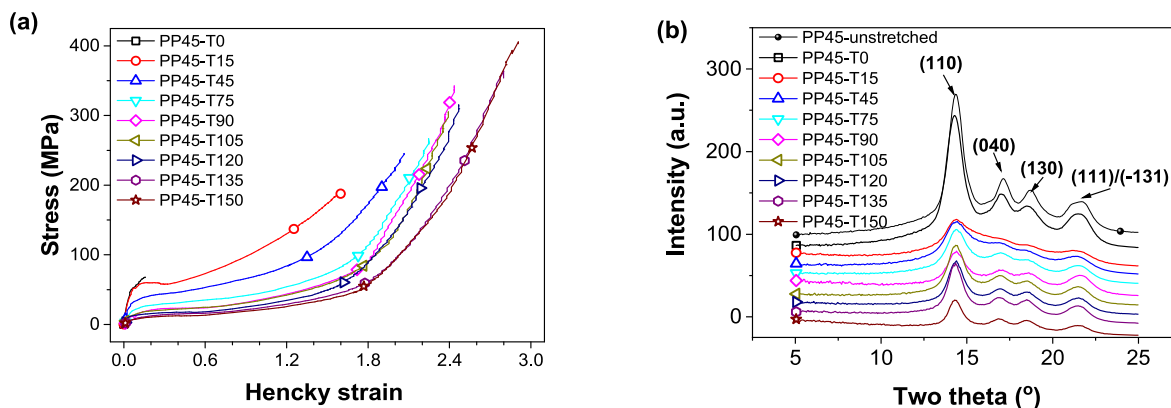 (a)
400
300
200
100
0
Stress (MPa)
PP45-T0
PP45-T15
PP45-T45
PP45-T75
PP45-T90
PP45-T105
PP45-T120
PP45-T135
PP45-T150
0.0 0.6 1.2 1.8 2.4 3.0
Hencky strain
(b)
300
200
100
0
Intensity (a.u.)
PP45-unstretched
PP45-T0
PP45-T15
PP45-T45
PP45-T75
PP45-T90
PP45-T105
PP45-T120
PP45-T135
PP45-T150
(110)
(040)
(130)
(111)/(-131)
5 10 15 20 25
Two theta (°)